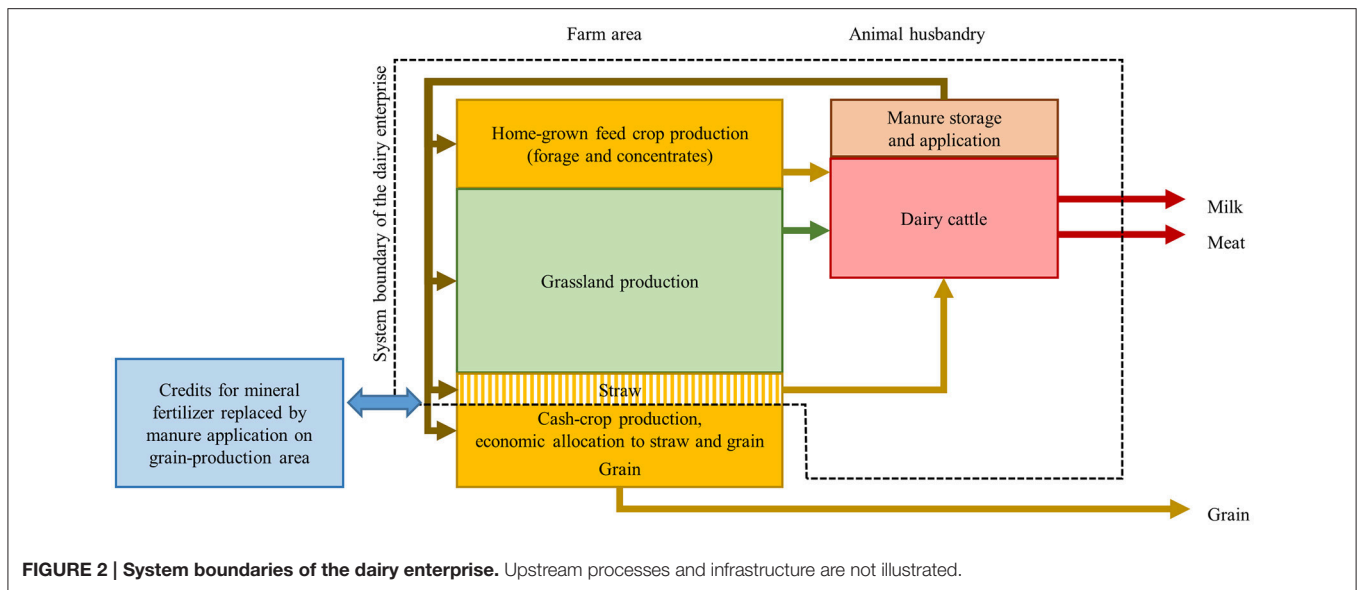 Farm area
Animal husbandry
System boundary of the dairy enterprise
Home-grown feed crop production
(forage and concentrates)
Manure storage
and application
Dairy cattle
Milk
Meat
Grassland production
Straw
Credits for mineral
fertilizer replaced by
manure application on
grain-production area
Cash-crop production,
economic allocation to straw and grain
Grain
Grain
FIGURE 2 | System boundaries of the dairy enterprise. Upstream processes and infrastructure are not illustrated.